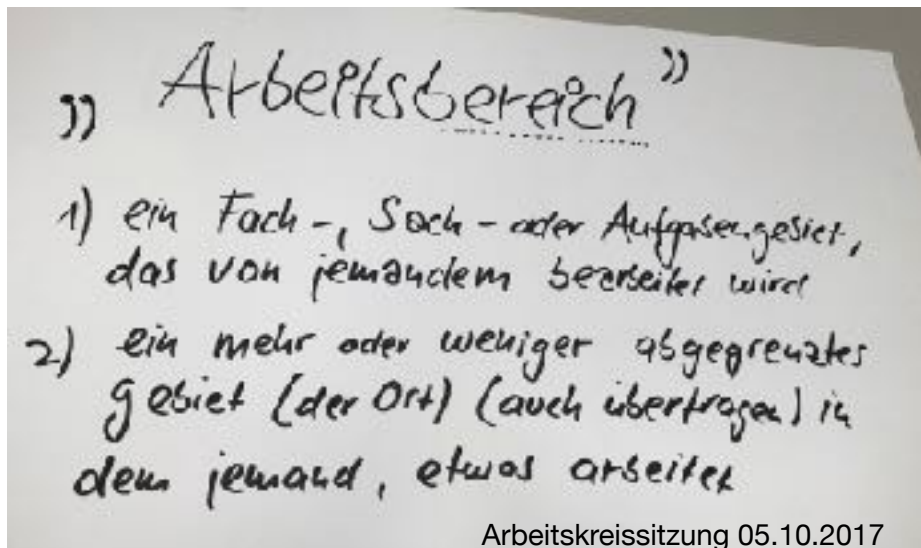 „Arbeitsbereich”
1) ein Fach-, Sach- oder Aufgabengebiet,
das von jemandem bearbeitet wird
2) ein mehr oder weniger abgegrenztes
gebiet (der Ort) (auch übertragen) in
dem jemand, etwas arbeitet
Arbeitskreissitzung 05.10.2017